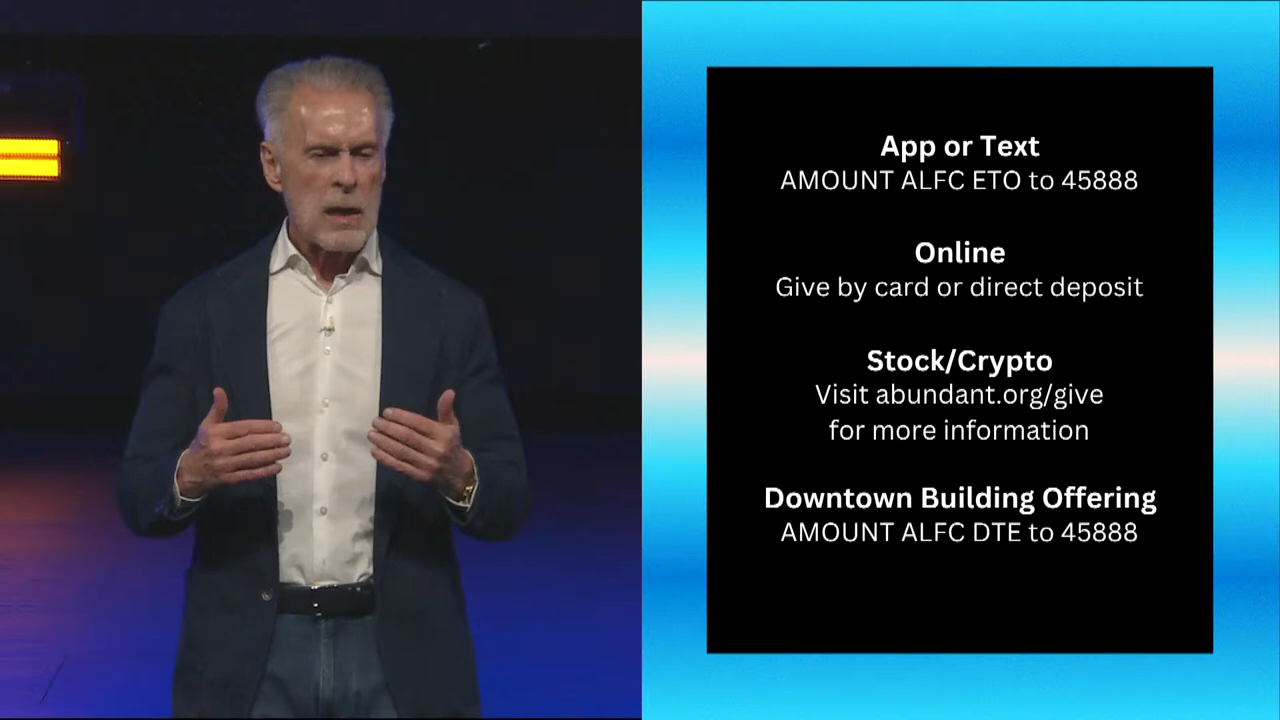 App or Text
AMOUNT ALFC ETO to 45888
Online
Give by card or direct deposit
Stock/Crypto
Visit abundant.org/give
for more information
Downtown Building Offering
AMOUNT ALFC DTE to 45888